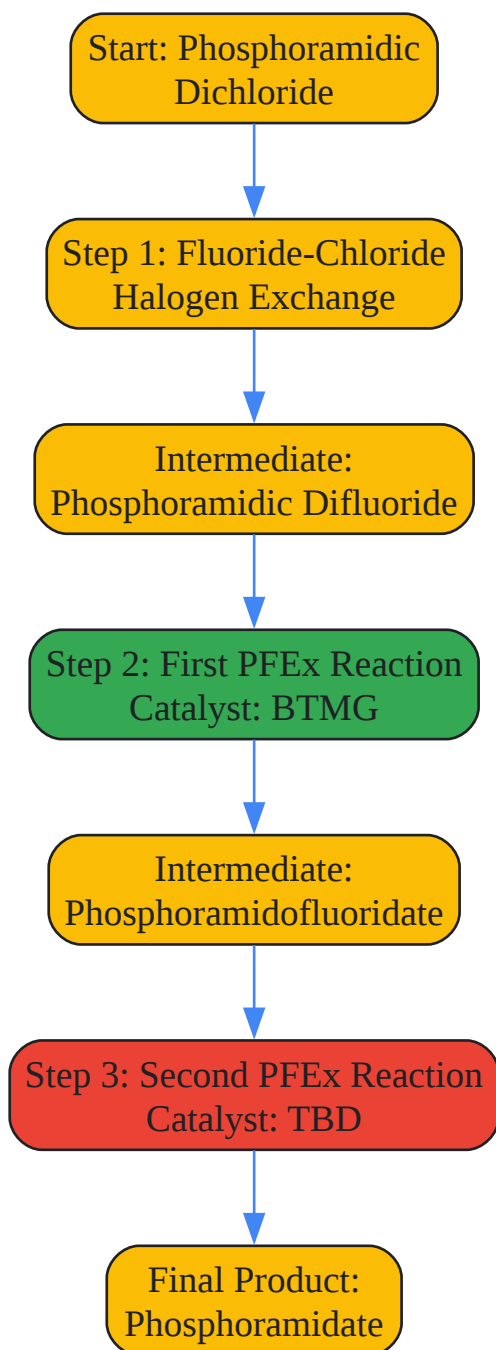 Start: Phosphoramidic
Dichloride
Step 1: Fluoride-Chloride
Halogen Exchange
Intermediate:
Phosphoramidic Difluoride
Step 2: First PFEx Reaction
Catalyst: BTMG
Intermediate:
Phosphoramidofluoridate
Step 3: Second PFEx Reaction
Catalyst: TBD
Final Product:
Phosphoramidate